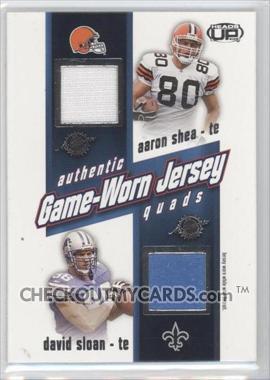 HEADS
UP
80
aaron shea - te
authentic
Game-Worn Jersey
quads
CHECKOUTMYCARDS.COM
TM
david sloan - te